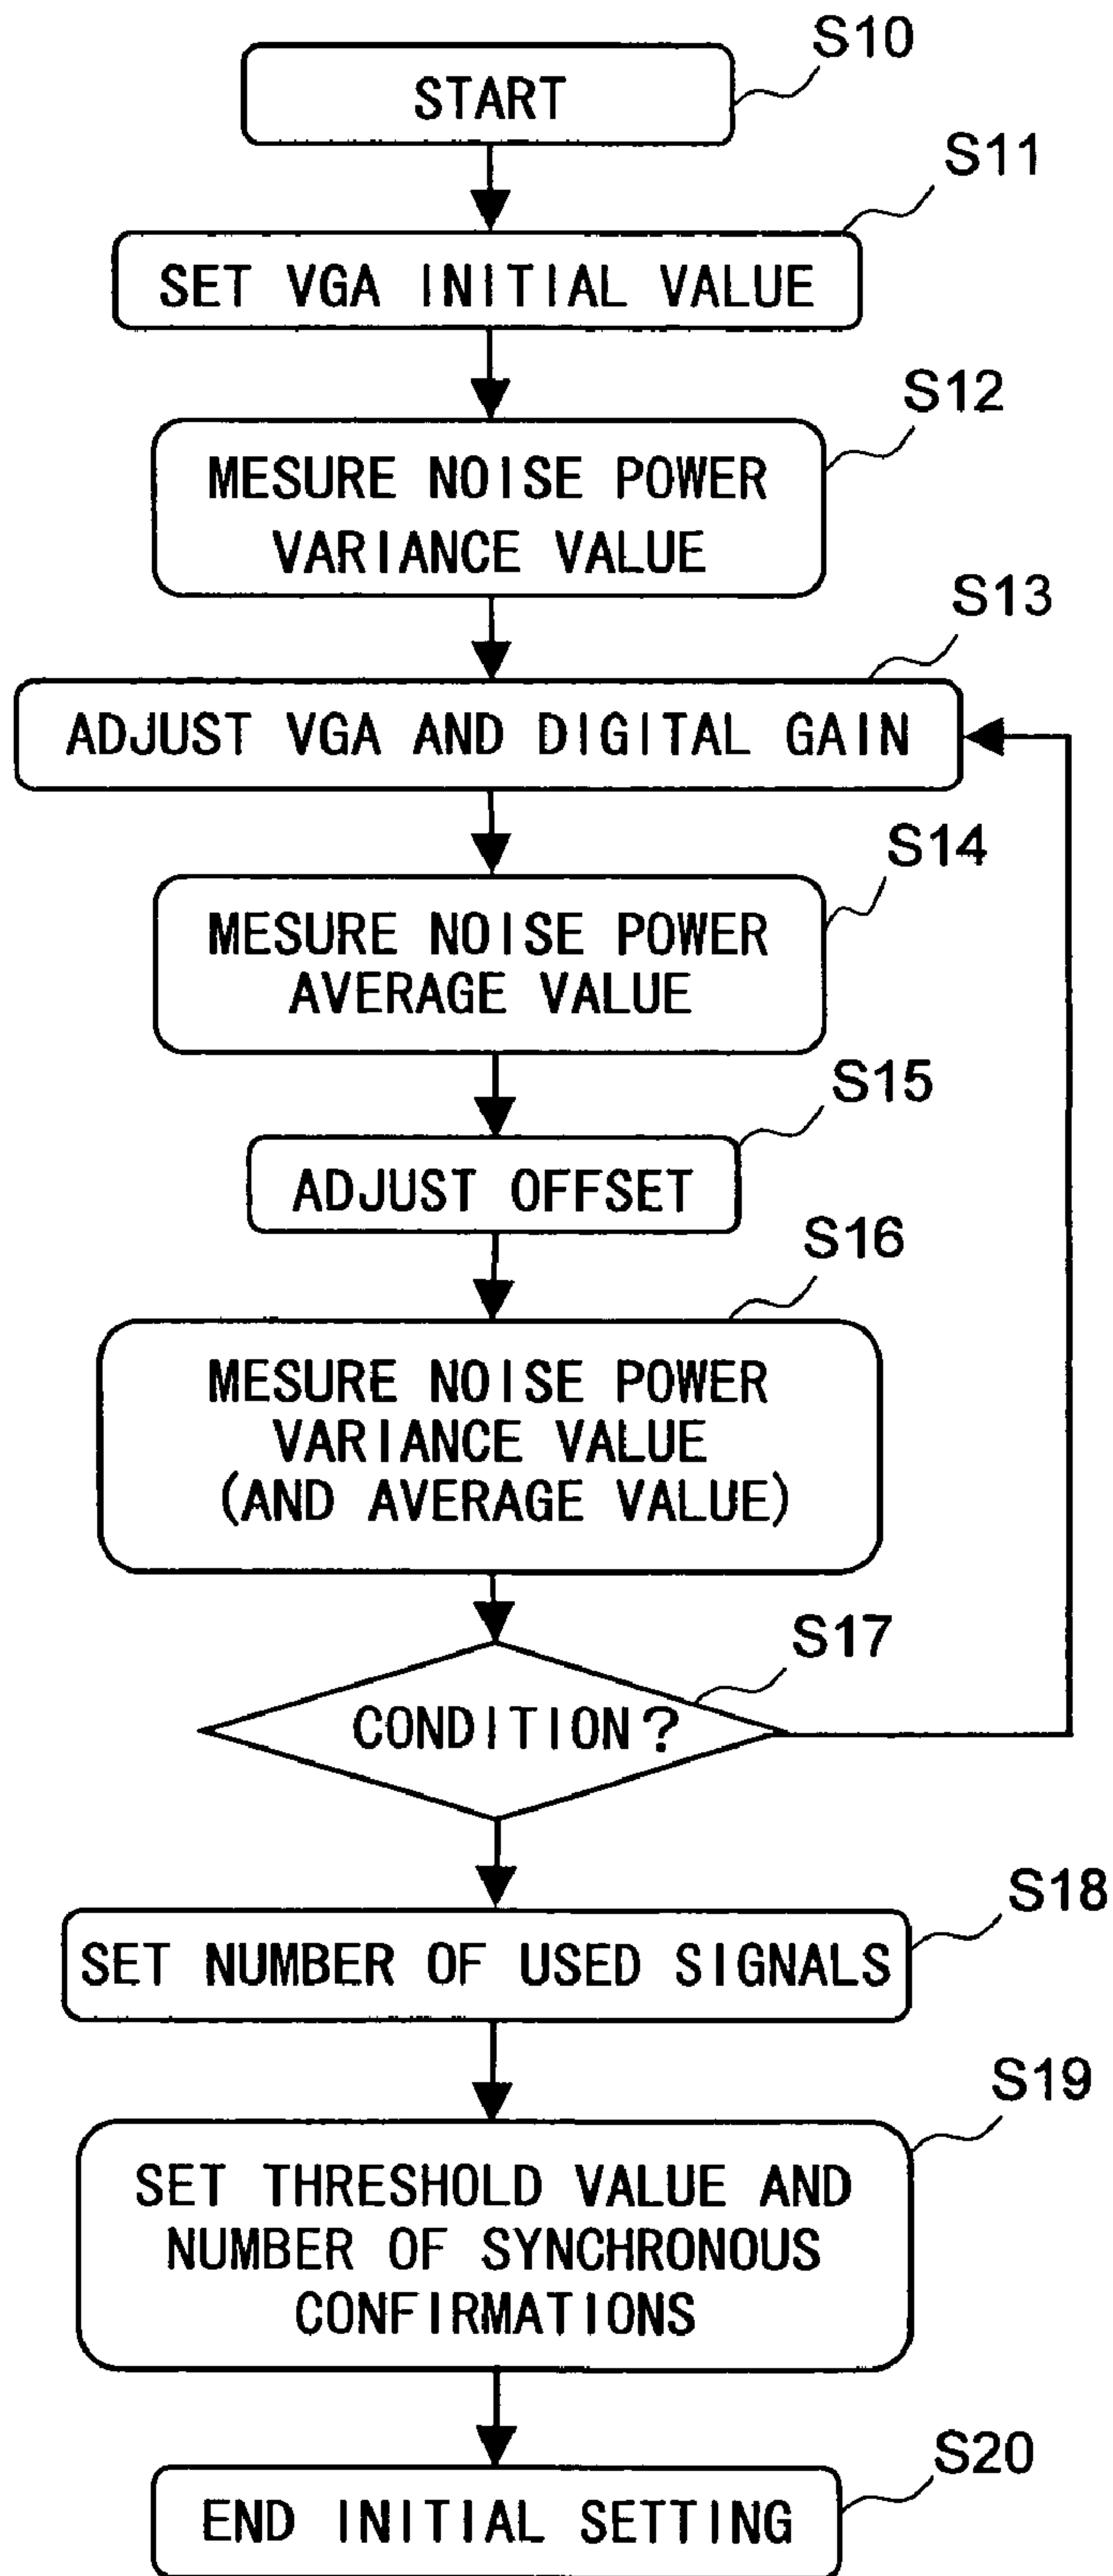 S10
START
S11
SET VGA INITIAL VALUE
S12
MESURE NOISE POWER
VARIANCE VALUE
S13
ADJUST VGA AND DIGITAL GAIN
S14
MESURE NOISE POWER
AVERAGE VALUE
S15
ADJUST OFFSET
S16
MESURE NOISE POWER
VARIANCE VALUE
(AND AVERAGE VALUE)
S17
CONDITION?
S18
SET NUMBER OF USED SIGNALS
S19
SET THRESHOLD VALUE AND
NUMBER OF SYNCHRONOUS
CONFIRMATIONS
S20
END INITIAL SETTING